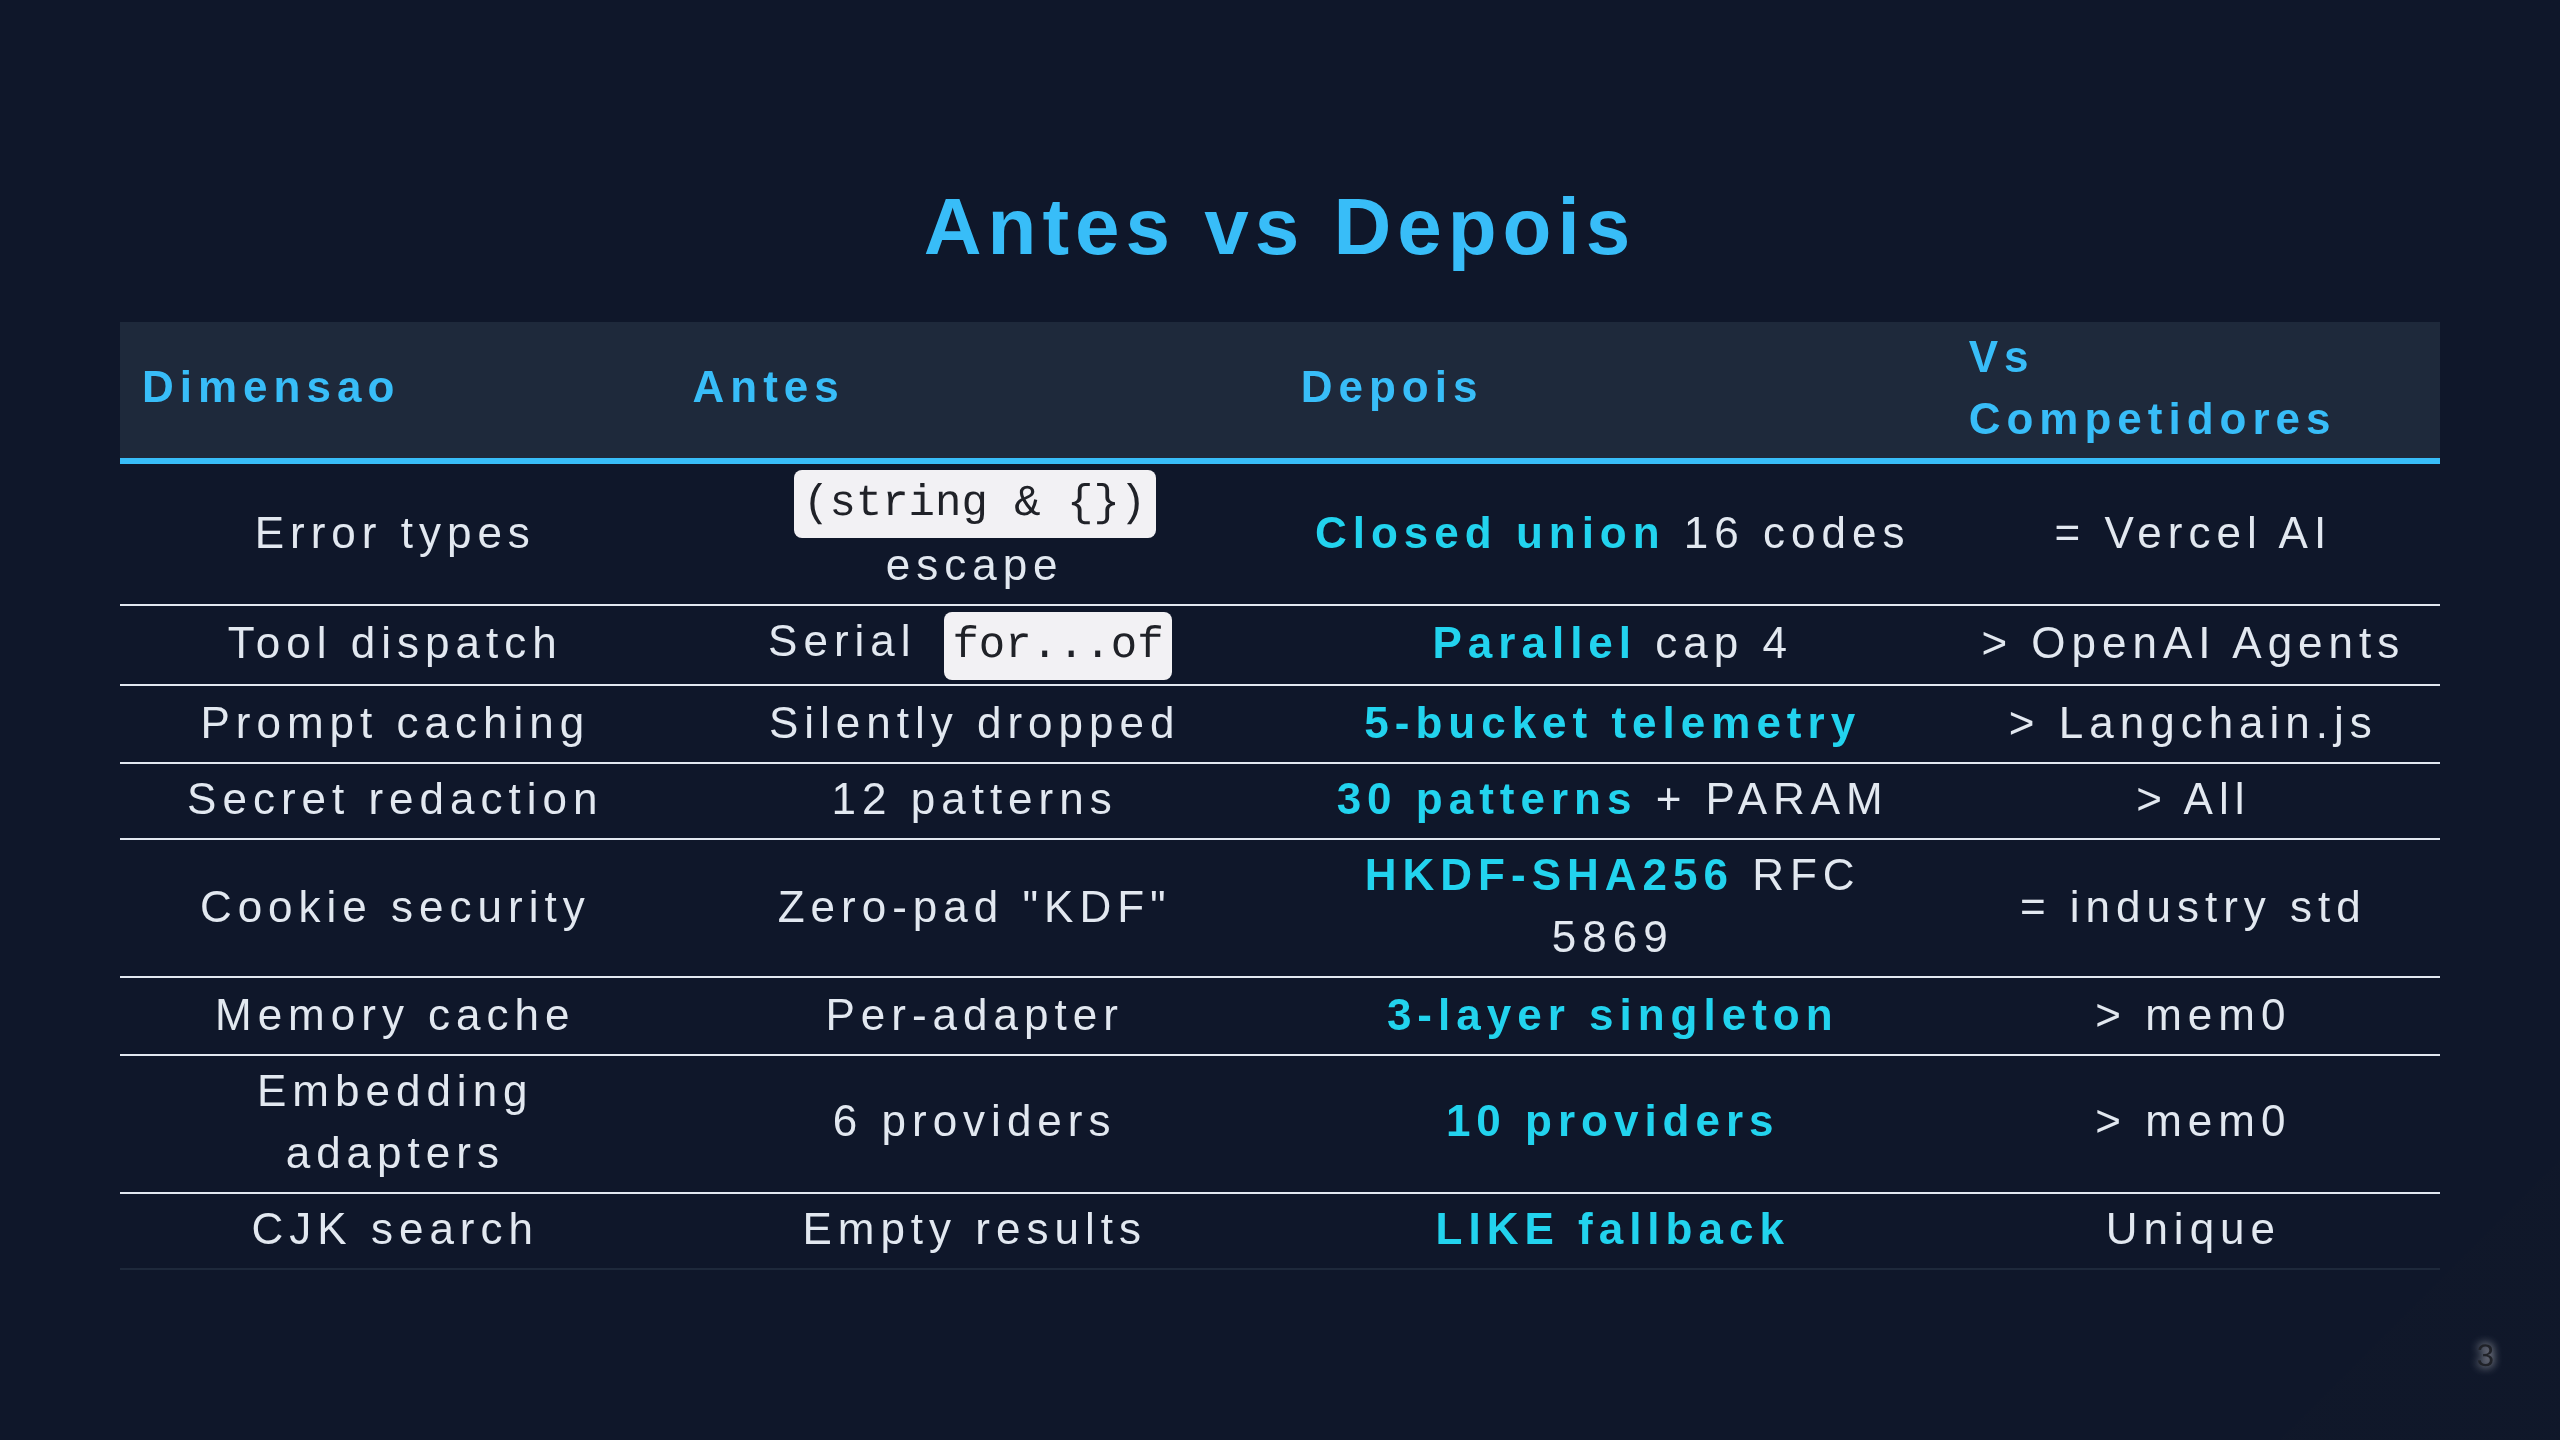 Antes vs Depois
Dimensao Antes Depois Vs Competidores
Error types (string & {}) escape Closed union 16 codes = Vercel AI
Tool dispatch Serial for...of Parallel cap 4 > OpenAI Agents
Prompt caching Silently dropped 5-bucket telemetry > Langchain.js
Secret redaction 12 patterns 30 patterns + PARAM > All
Cookie security Zero-pad "KDF" HKDF-SHA256 RFC 5869 = industry std
Memory cache Per-adapter 3-layer singleton > mem0
Embedding adapters 6 providers 10 providers > mem0
CJK search Empty results LIKE fallback Unique
3